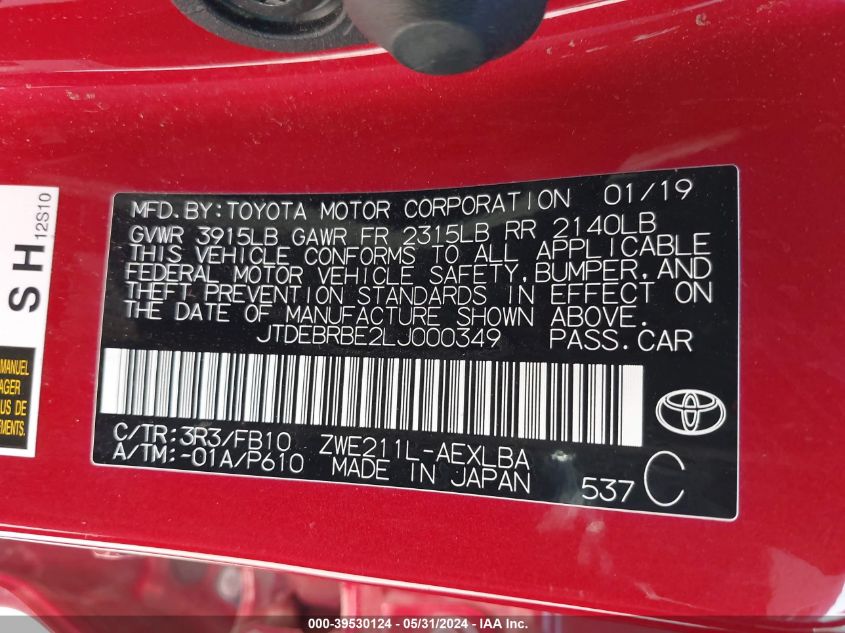 MFD. BY: TOYOTA MOTOR CORPORATION 01/19
GVWR 3915LB GAWR FR 2315LB RR 2140LB
THIS VEHICLE CONFORMS TO ALL APPLICABLE
FEDERAL MOTOR VEHICLE SAFETY, BUMPER, AND
THEFT PREVENTION STANDARDS IN EFFECT ON
THE DATE OF MANUFACTURE SHOWN ABOVE.
JTDEBRBE2LJ000349 PASS. CAR
C/TR: 3R3/FB10 ZWE211L-AEXLBA
A/TM: -01A/P610 MADE IN JAPAN
537 C
SH
12S10
MANUEL
AGER
US DE
000-39530124 — 05/31/2024 — IAA Inc.